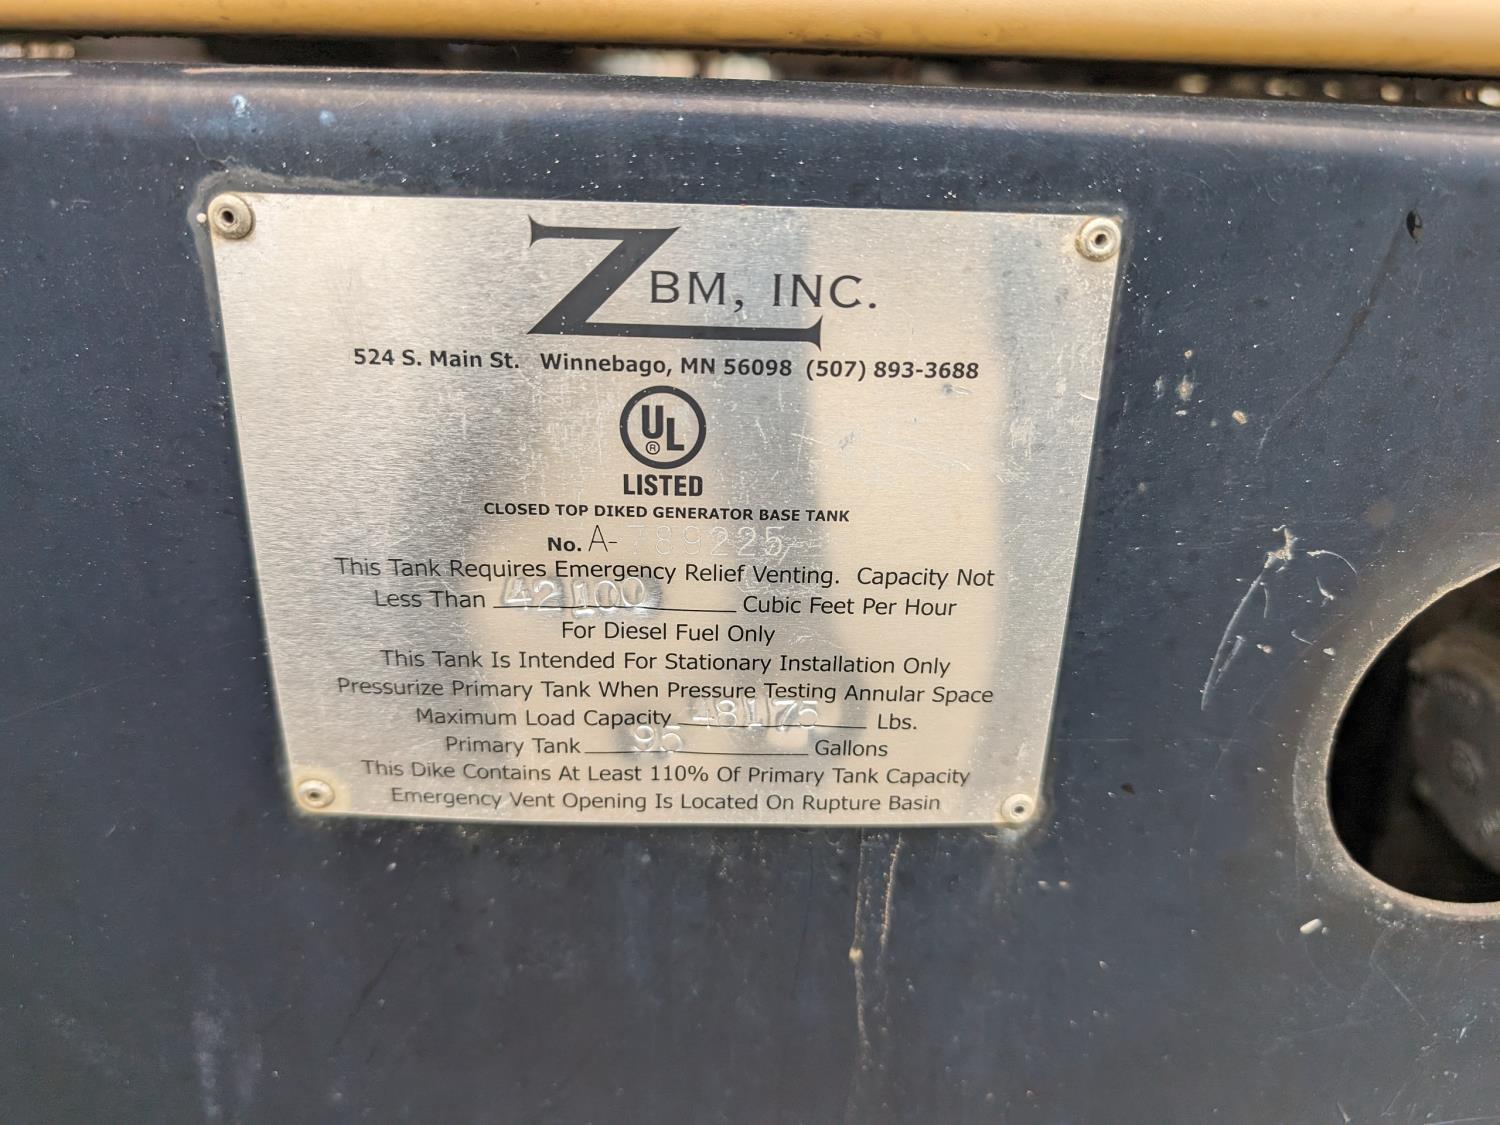 ZBM, INC.
524 S. Main St. Winnebago, MN 56098 (507) 893-3688
UL
®
LISTED
CLOSED TOP DIKED GENERATOR BASE TANK
No. A-789225
This Tank Requires Emergency Relief Venting. Capacity Not
Less Than 42100 Cubic Feet Per Hour
For Diesel Fuel Only
This Tank Is Intended For Stationary Installation Only
Pressurize Primary Tank When Pressure Testing Annular Space
Maximum Load Capacity 48175 Lbs.
Primary Tank 95 Gallons
This Dike Contains At Least 110% Of Primary Tank Capacity
Emergency Vent Opening Is Located On Rupture Basin